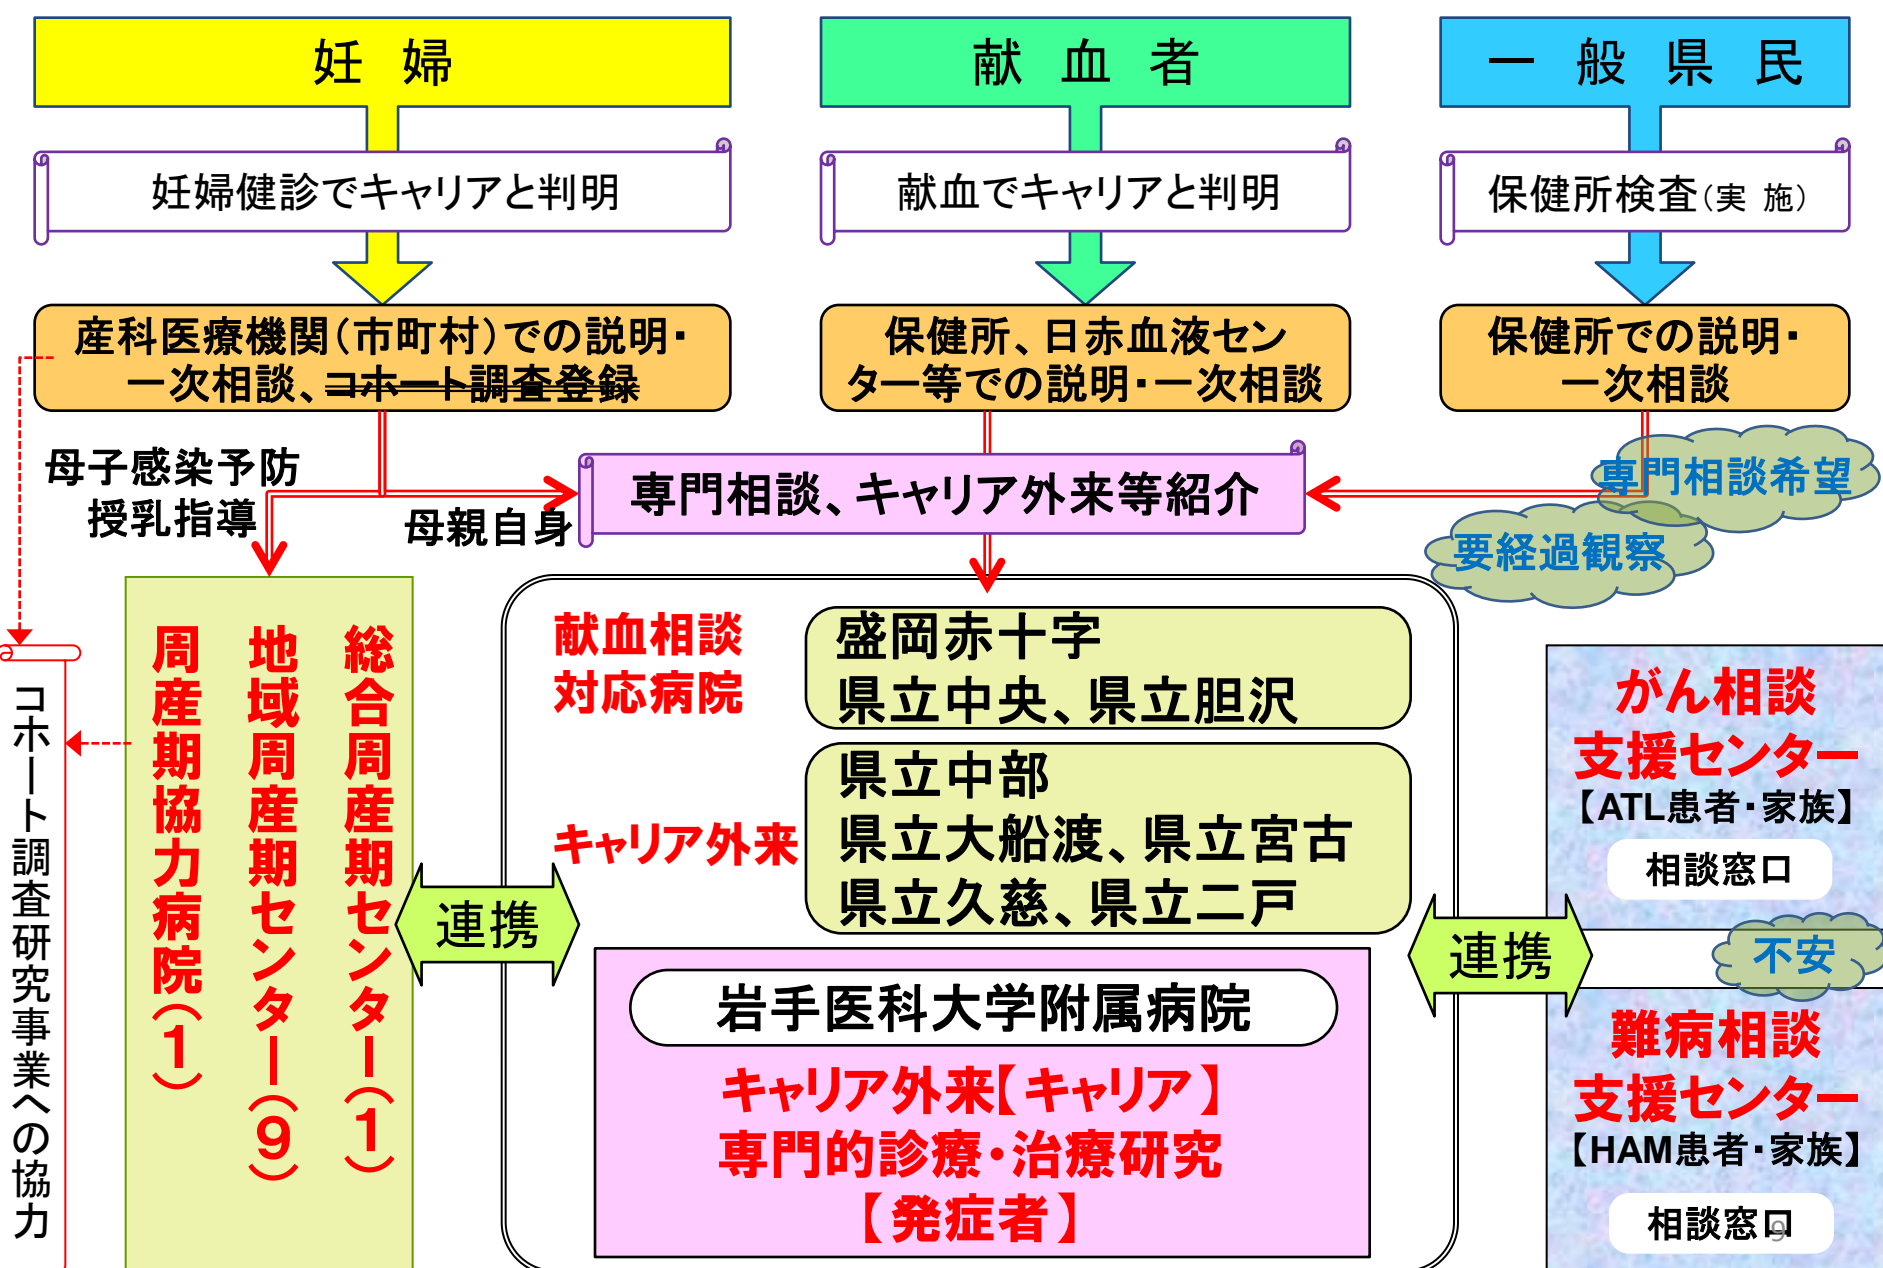 妊　婦
献　血　者
一　般　県　民
妊婦健診でキャリアと判明
献血でキャリアと判明
保健所検査(実　施)
産科医療機関(市町村)での説明・
一次相談、コホート調査登録
保健所、日赤血液セン
ター等での説明・一次相談
保健所での説明・
一次相談
母子感染予防
授乳指導
母親自身
専門相談、キャリア外来等紹介
専門相談希望
要経過観察
コホート調査研究事業への協力
総合周産期センター(１)
地域周産期センター(９)
周産期協力病院(１)
献血相談
対応病院
盛岡赤十字
県立中央、県立胆沢
キャリア外来
県立中部
県立大船渡、県立宮古
県立久慈、県立二戸
連携
連携
岩手医科大学附属病院
キャリア外来【キャリア】
専門的診療・治療研究
【発症者】
がん相談
支援センター
【ATL患者・家族】
相談窓口
不安
難病相談
支援センター
【HAM患者・家族】
相談窓口
9